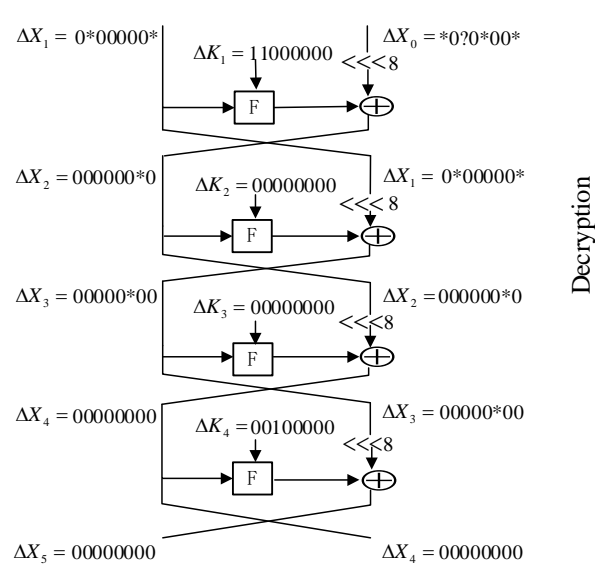 ΔX₁ = 0*00000*
ΔX₀ = *0?0*00*
ΔK₁ = 11000000
<<<8
F
ΔX₂ = 000000*0
ΔX₁ = 0*00000*
ΔK₂ = 00000000
<<<8
F
Decryption
ΔX₃ = 00000*00
ΔX₂ = 000000*0
ΔK₃ = 00000000
<<<8
F
ΔX₄ = 00000000
ΔX₃ = 00000*00
ΔK₄ = 00100000
<<<8
F
ΔX₅ = 00000000
ΔX₄ = 00000000